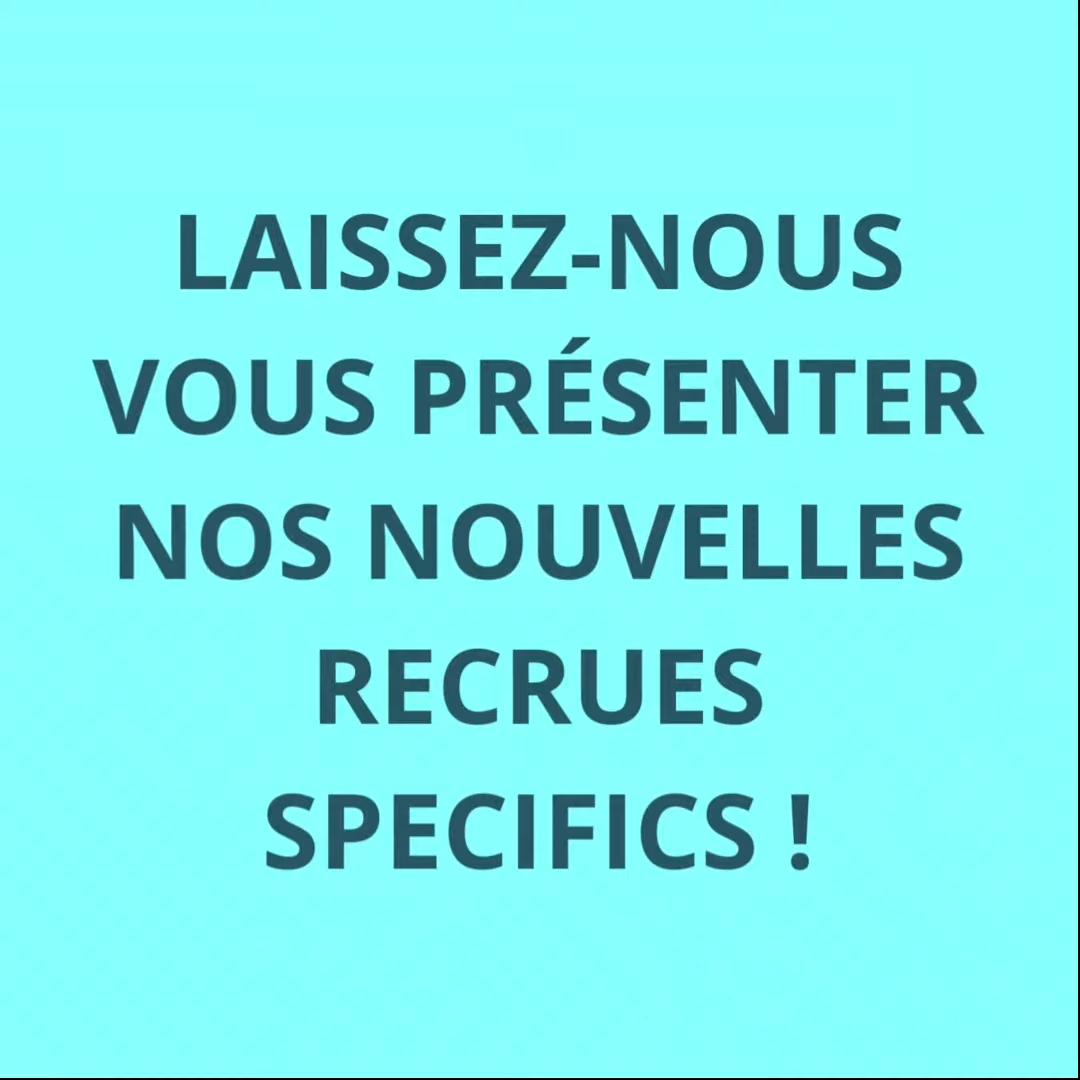 LAISSEZ-NOUS
VOUS PRÉSENTER
NOS NOUVELLES
RECRUES
SPECIFICS !